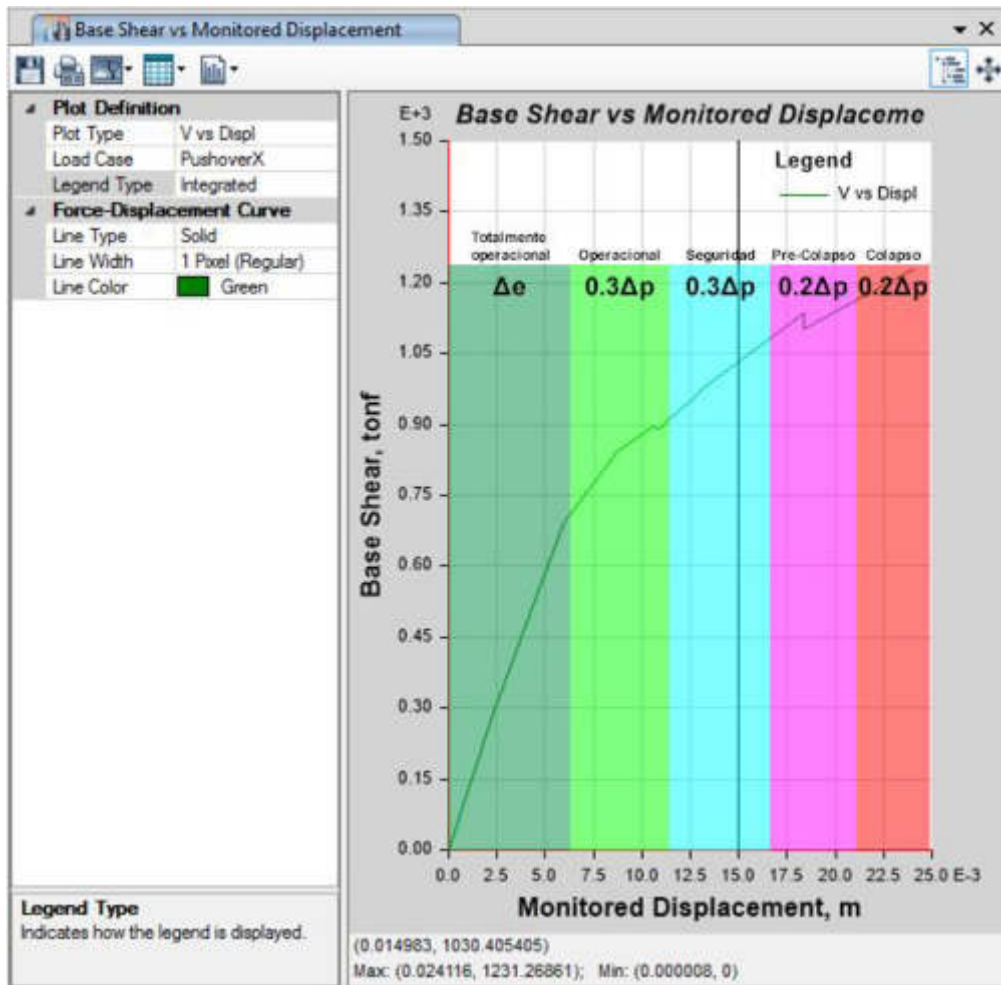 Base Shear vs Monitored Displacement
Plot Definition
Plot Type V vs Displ
Load Case PushoverX
Legend Type Integrated
Force-Displacement Curve
Line Type Solid
Line Width 1 Pixel (Regular)
Line Color Green
Legend Type
Indicates how the legend is displayed.
E+3 Base Shear vs Monitored Displaceme
Legend
V vs Displ
Totalmente
operacional Operacional Seguridad Pre-Colapso Colapso
Δe 0.3Δp 0.3Δp 0.2Δp 0.2Δp
Base Shear, tonf
1.50
1.35
1.20
1.05
0.90
0.75
0.60
0.45
0.30
0.15
0.00
0.0 2.5 5.0 7.5 10.0 12.5 15.0 17.5 20.0 22.5 25.0 E-3
Monitored Displacement, m
(0.014983, 1030.405405)
Max: (0.024116, 1231.26861); Min: (0.000008, 0)